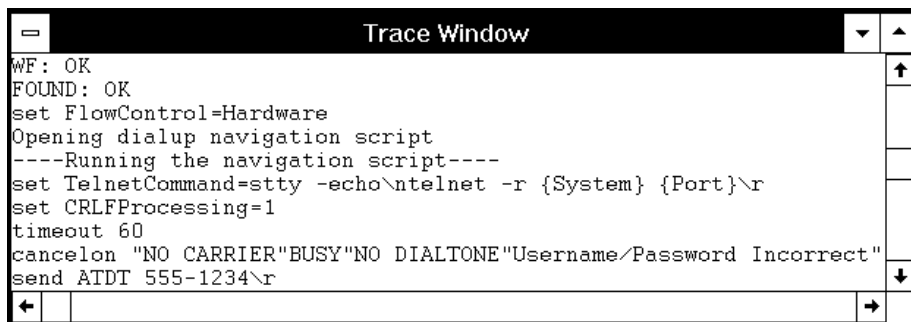 Trace Window
WF: OK
FOUND: OK
set FlowControl=Hardware
Opening dialup navigation script
----Running the navigation script----
set TelnetCommand=stty -echo\ntelnet -r {System} {Port}\r
set CRLFProcessing=1
timeout 60
cancelon "NO CARRIER"BUSY"NO DIALTONE"Username/Password Incorrect"
send ATDT 555-1234\r